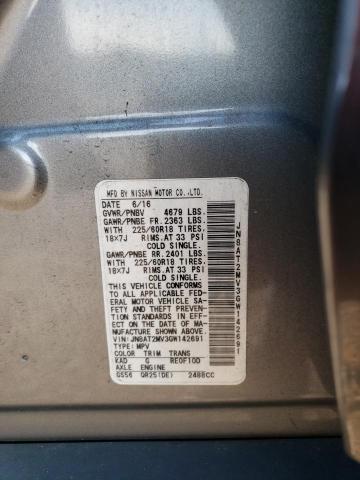 MFD BY NISSAN MOTOR CO.,LTD.
DATE 6/16
GVWR/PNBV 4679 LBS.
GAWR/PNBE FR. 2363 LBS.
WITH 225/60R18 TIRES.
18X7J RIMS.AT 33 PSI
COLD SINGLE.
GAWR/PNBE RR. 2401 LBS.
WITH 225/60R18 TIRES.
18X7J RIMS.AT 33 PSI
COLD SINGLE.
THIS VEHICLE CONFORMS
TO ALL APPLICABLE FED-
ERAL MOTOR VEHICLE SA-
FETY AND THEFT PREVEN-
TION STANDARDS IN EFF-
ECT ON THE DATE OF MA-
NUFACTURE SHOWN ABOVE.
VIN:JN8AT2MV3GW142691
TYPE:MPV
COLOR TRIM TRANS
KAD G RE0F10D
AXLE ENGINE
GS56 QR25(DE) 2488CC
JN8AT2MV3GW142691